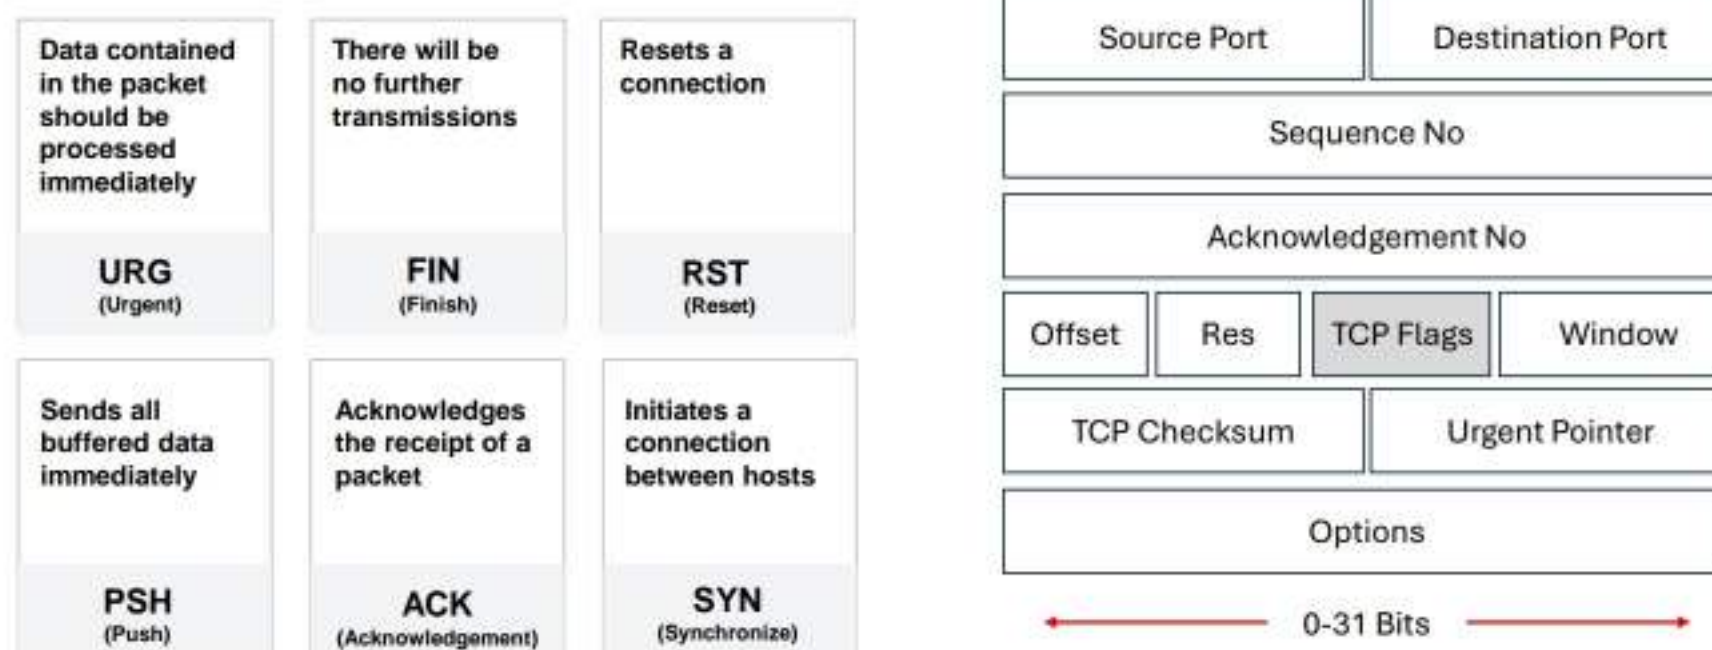 Data contained
in the packet
should be
processed
immediately
URG
(Urgent)
There will be
no further
transmissions
FIN
(Finish)
Resets a
connection
RST
(Reset)
Sends all
buffered data
immediately
PSH
(Push)
Acknowledges
the receipt of a
packet
ACK
(Acknowledgement)
Initiates a
connection
between hosts
SYN
(Synchronize)
Source Port
Destination Port
Sequence No
Acknowledgement No
Offset
Res
TCP Flags
Window
TCP Checksum
Urgent Pointer
Options
0-31 Bits